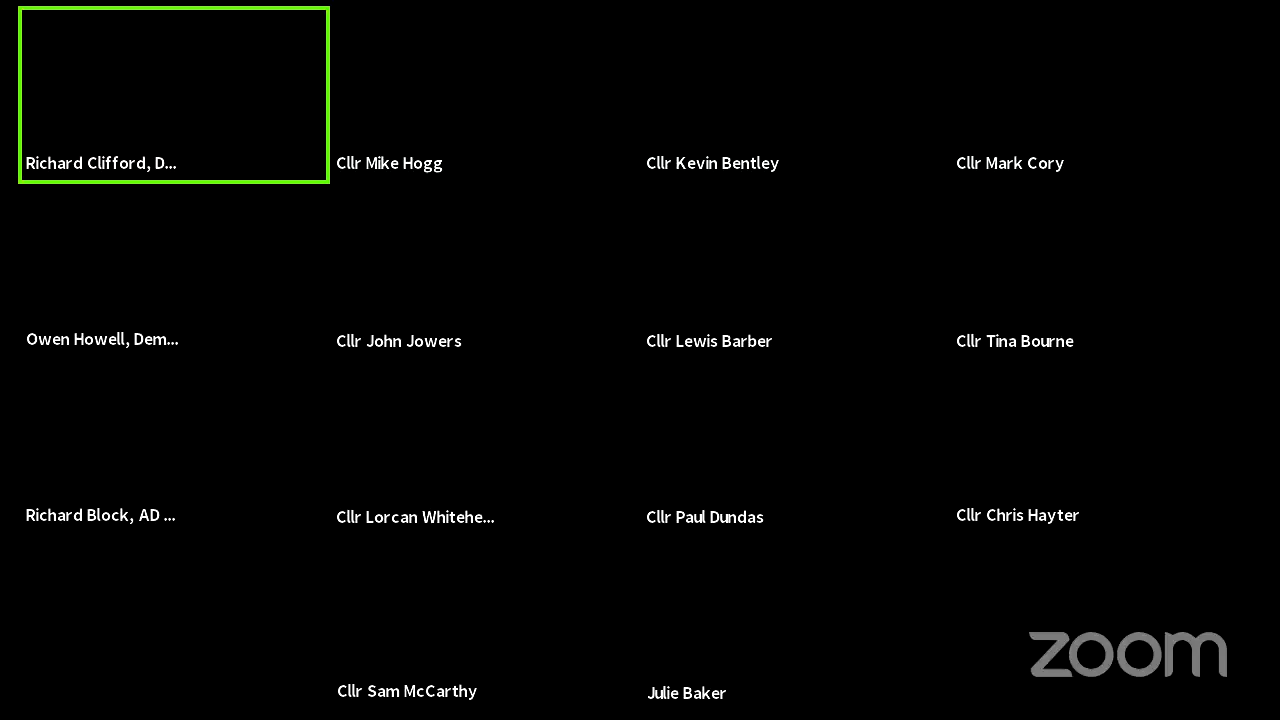 Richard Clifford, D...
Cllr Mike Hogg
Cllr Kevin Bentley
Cllr Mark Cory
Owen Howell, Dem...
Cllr John Jowers
Cllr Lewis Barber
Cllr Tina Bourne
Richard Block, AD ...
Cllr Lorcan Whitehe...
Cllr Paul Dundas
Cllr Chris Hayter
Cllr Sam McCarthy
Julie Baker
zoom